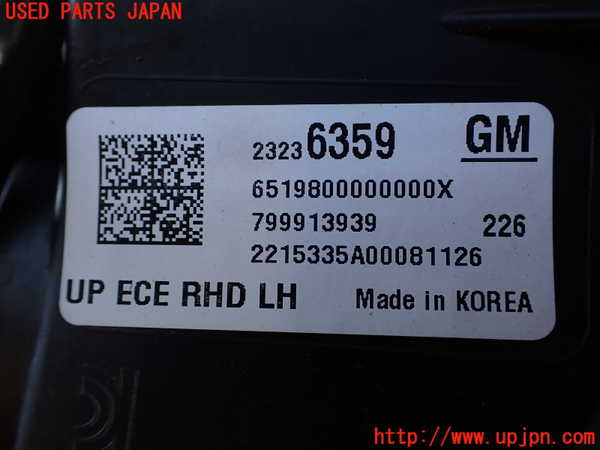 USED PARTS JAPAN
2323 6359 GM
6519800000000X
799913939 226
2215335A00081126
UP ECE RHD LH Made in KOREA
http://www.upjpn.com/